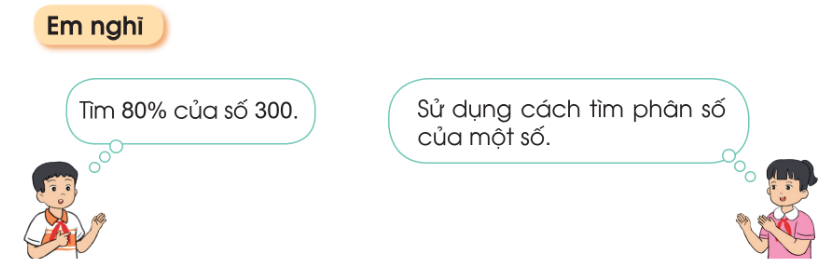 Em nghĩ
Tìm 80% của số 300.
Sử dụng cách tìm phân số
của một số.